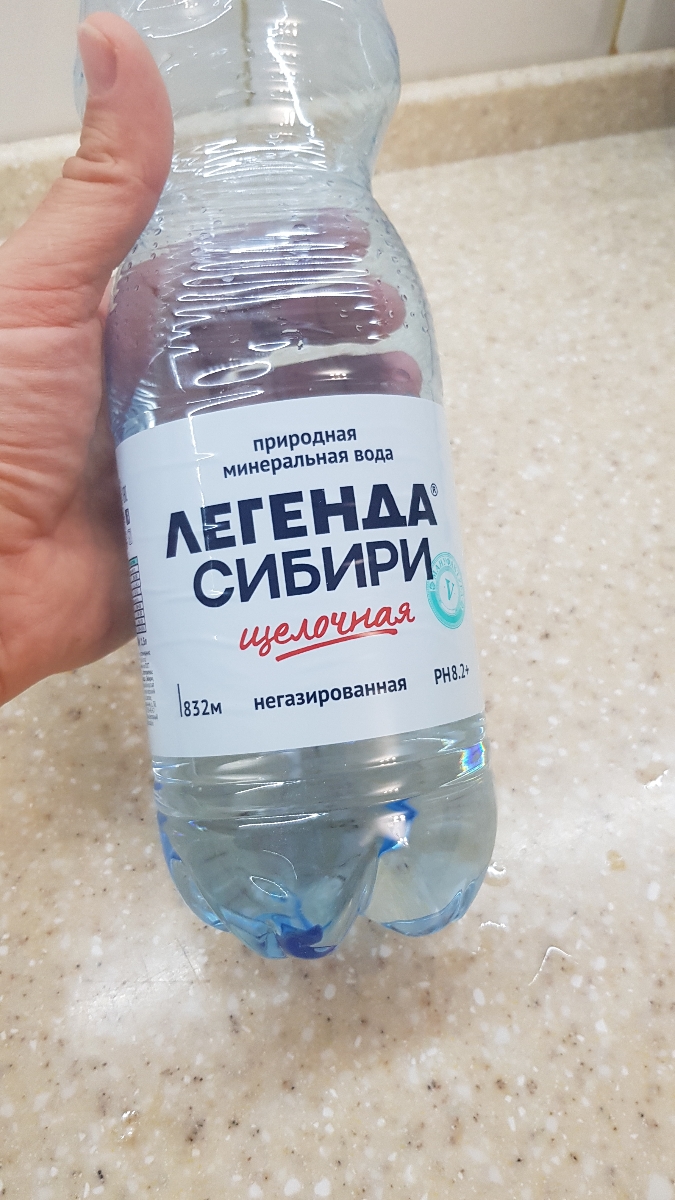 природная
минеральная вода
ЛЕГЕНДА®
СИБИРИ
щелочная
832м
негазированная
PH8.2+